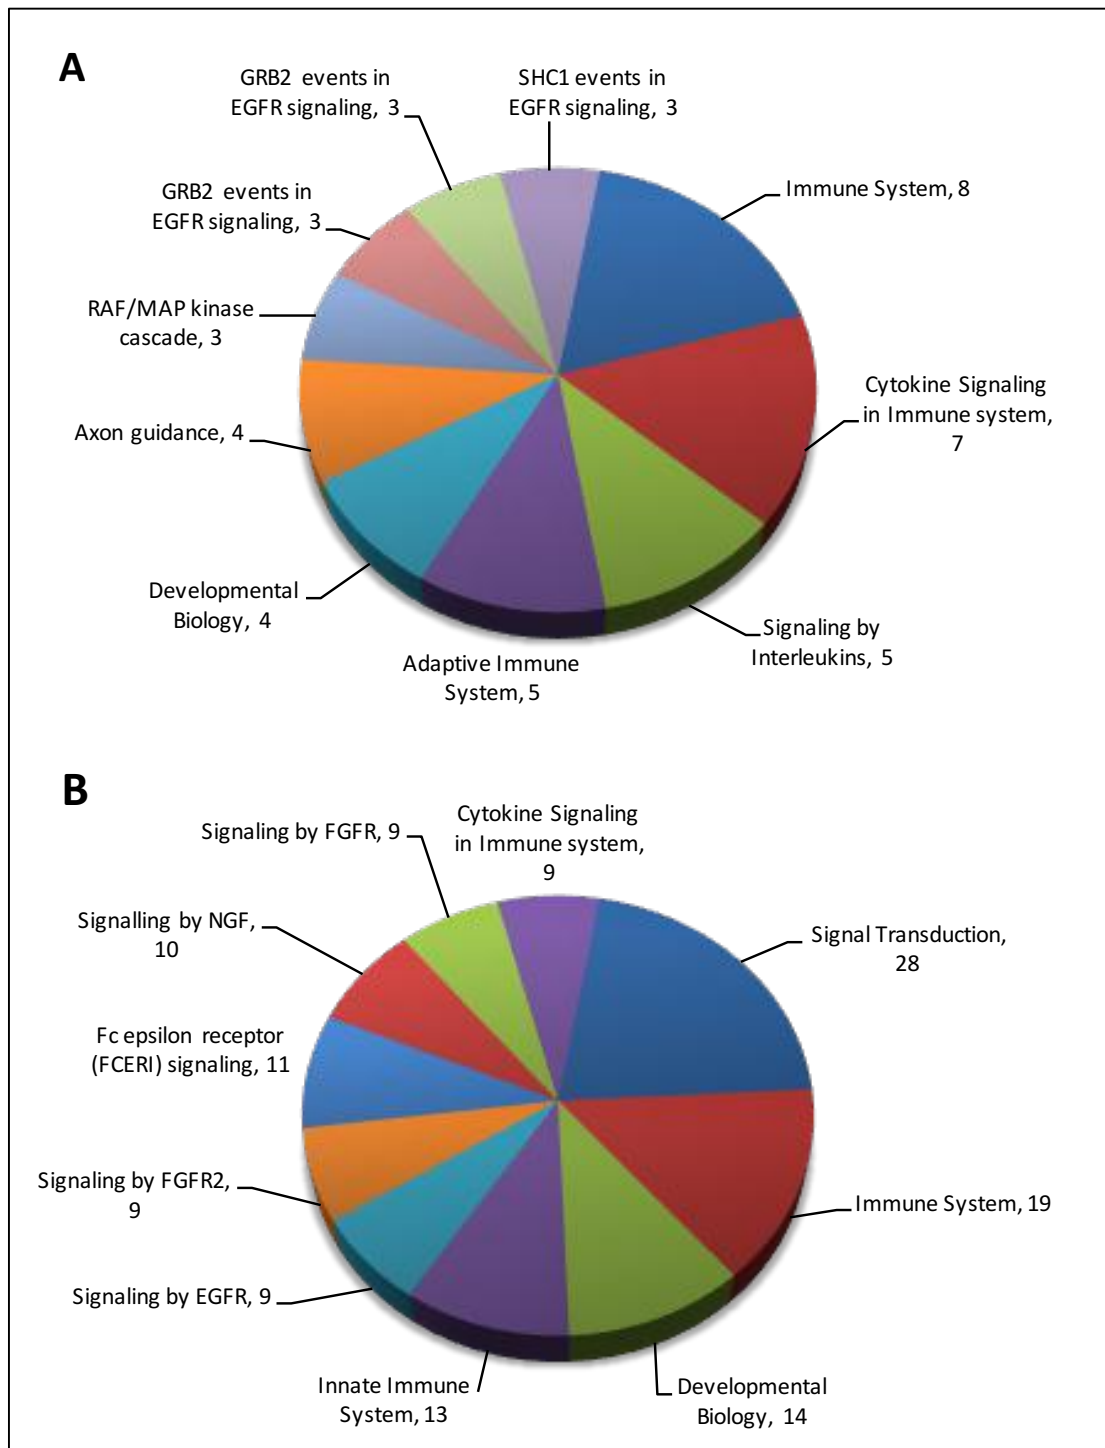 A
GRB2 events in
EGFR signaling, 3
SHC1 events in
EGFR signaling, 3
Immune System, 8
GRB2 events in
EGFR signaling, 3
RAF/MAP kinase
cascade, 3
Cytokine Signaling
in Immune system,
7
Axon guidance, 4
Developmental
Biology, 4
Signaling by
Interleukins, 5
Adaptive Immune
System, 5
B
Cytokine Signaling
in Immune system,
9
Signaling by FGFR, 9
Signalling by NGF,
10
Signal Transduction,
28
Fc epsilon receptor
(FCERI) signaling, 11
Signaling by FGFR2,
9
Immune System, 19
Signaling by EGFR, 9
Innate Immune
System, 13
Developmental
Biology, 14